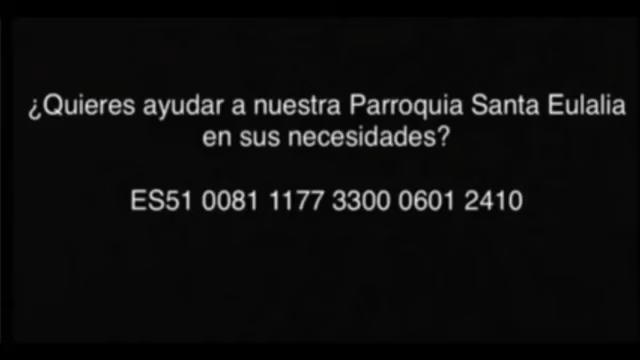 ¿Quieres ayudar a nuestra Parroquia Santa Eulalia
en sus necesidades?
ES51 0081 1177 3300 0601 2410